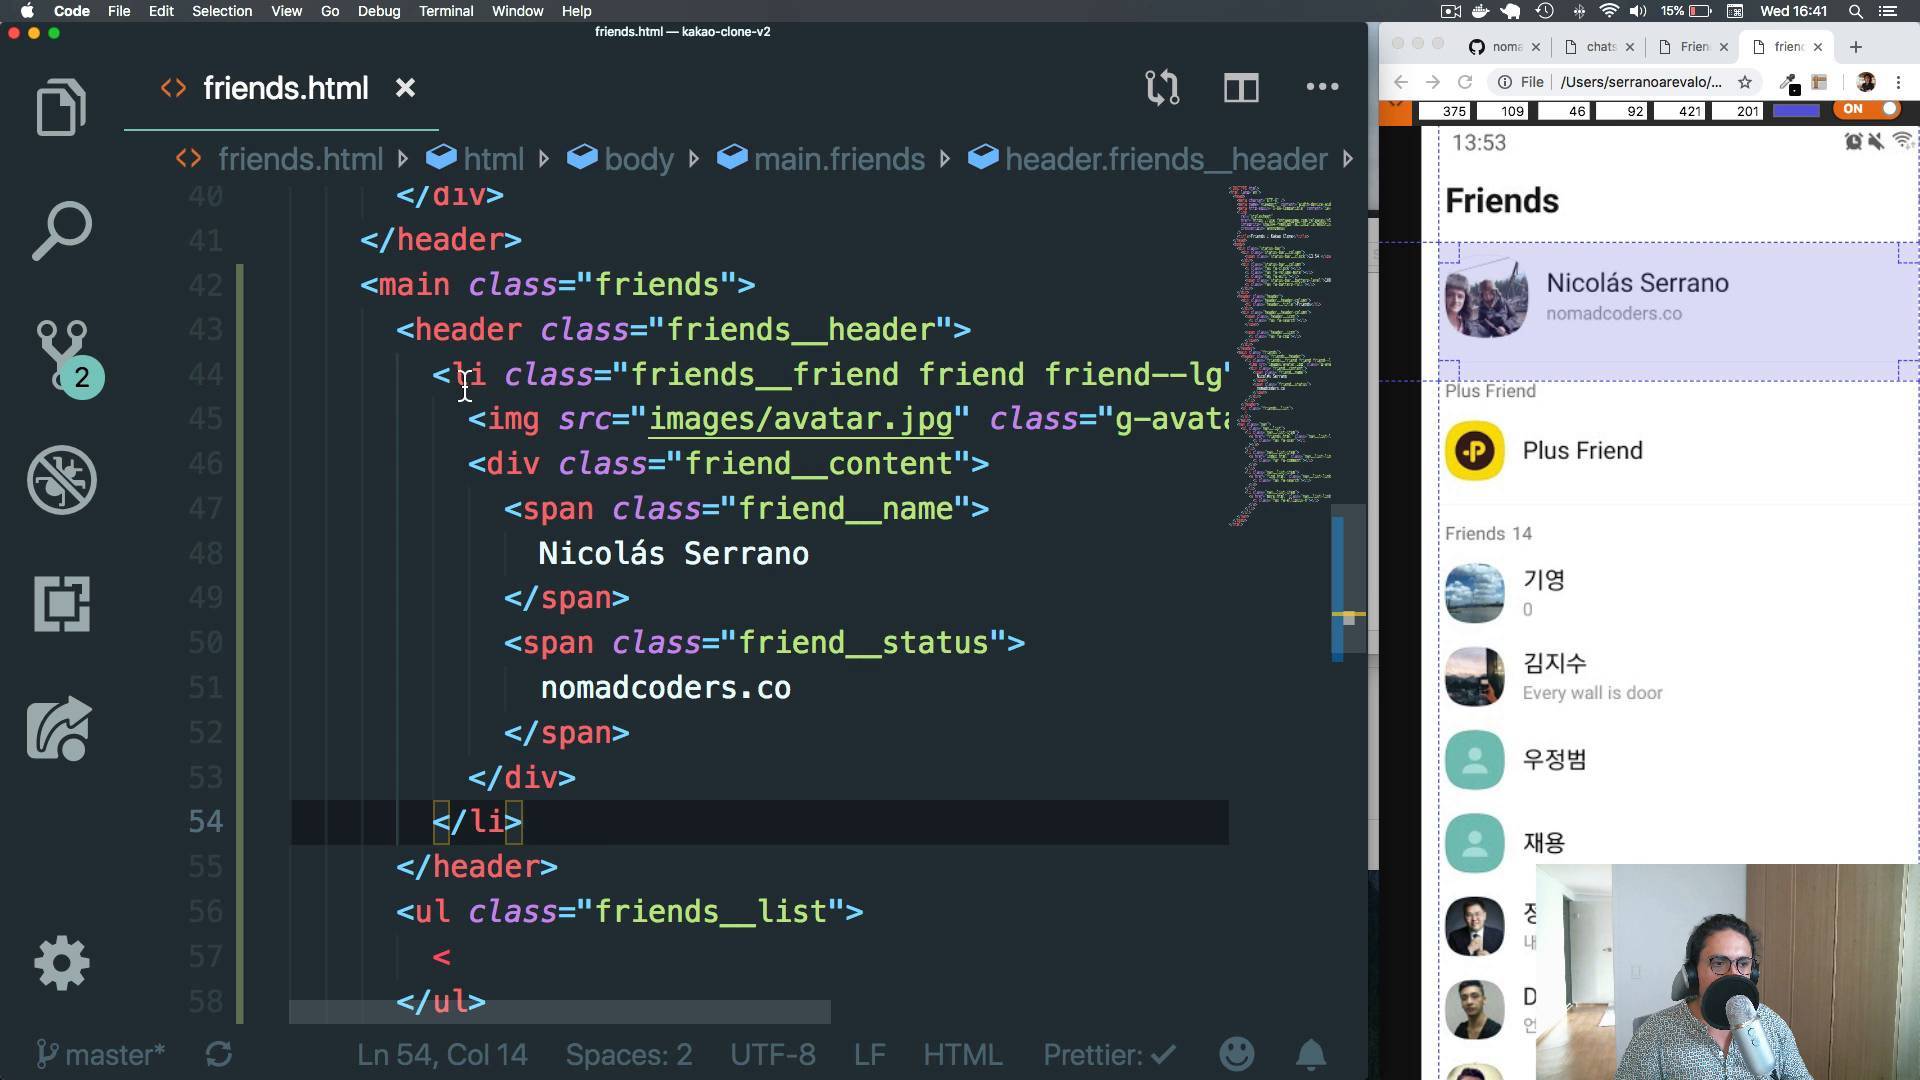 Code File Edit Selection View Go Debug Terminal Window Help
15% Wed 16:41
friends.html — kakao-clone-v2
friends.html
friends.html html body main.friends header.friends__header
40 </div>
41 </header>
42 <main class="friends">
43 <header class="friends__header">
44 <li class="friends__friend friend friend--lg"
45 <img src="images/avatar.jpg" class="g-avata
46 <div class="friend__content">
47 <span class="friend__name">
48 Nicolás Serrano
49 </span>
50 <span class="friend__status">
51 nomadcoders.co
52 </span>
53 </div>
54 </li>
55 </header>
56 <ul class="friends__list">
57 <
58 </ul>
2
master* Ln 54, Col 14 Spaces: 2 UTF-8 LF HTML Prettier:
noma chats Frien frien
File /Users/serranoarevalo/...
375 109 46 92 421 201 ON
13:53
Friends
Nicolás Serrano
nomadcoders.co
Plus Friend
Plus Friend
Friends 14
기영
0
김지수
Every wall is door
우정범
재용